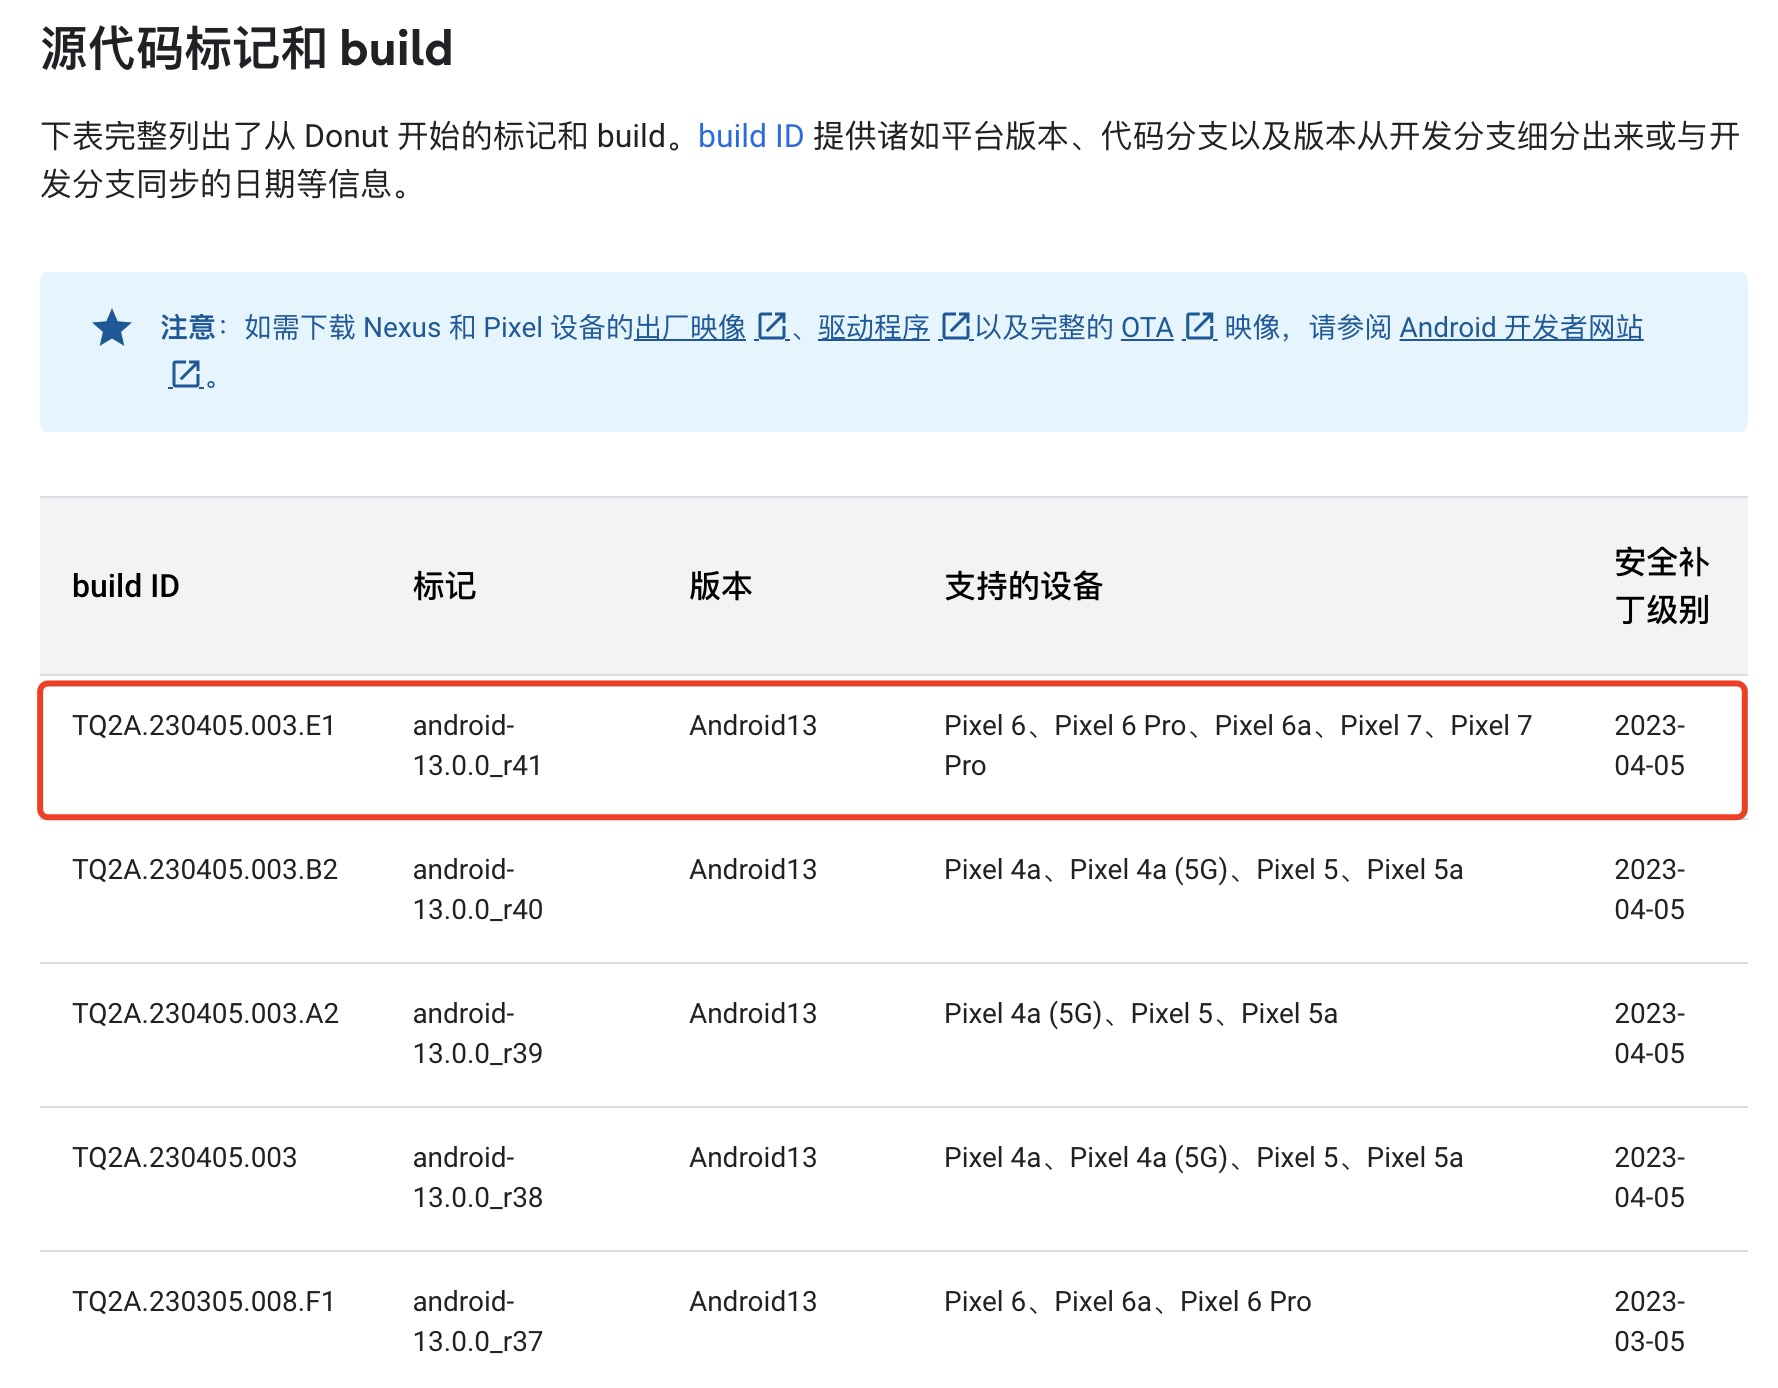 源代码标记和 build
下表完整列出了从 Donut 开始的标记和 build。build ID 提供诸如平台版本、代码分支以及版本从开发分支细分出来或与开
发分支同步的日期等信息。
注意：如需下载 Nexus 和 Pixel 设备的出厂映像、驱动程序以及完整的 OTA 映像，请参阅 Android 开发者网站
。
build ID 标记 版本 支持的设备 安全补
丁级别
TQ2A.230405.003.E1 android- Android13 Pixel 6、Pixel 6 Pro、Pixel 6a、Pixel 7、Pixel 7 2023-
13.0.0_r41 Pro 04-05
TQ2A.230405.003.B2 android- Android13 Pixel 4a、Pixel 4a (5G)、Pixel 5、Pixel 5a 2023-
13.0.0_r40 04-05
TQ2A.230405.003.A2 android- Android13 Pixel 4a (5G)、Pixel 5、Pixel 5a 2023-
13.0.0_r39 04-05
TQ2A.230405.003 android- Android13 Pixel 4a、Pixel 4a (5G)、Pixel 5、Pixel 5a 2023-
13.0.0_r38 04-05
TQ2A.230305.008.F1 android- Android13 Pixel 6、Pixel 6a、Pixel 6 Pro 2023-
13.0.0_r37 03-05